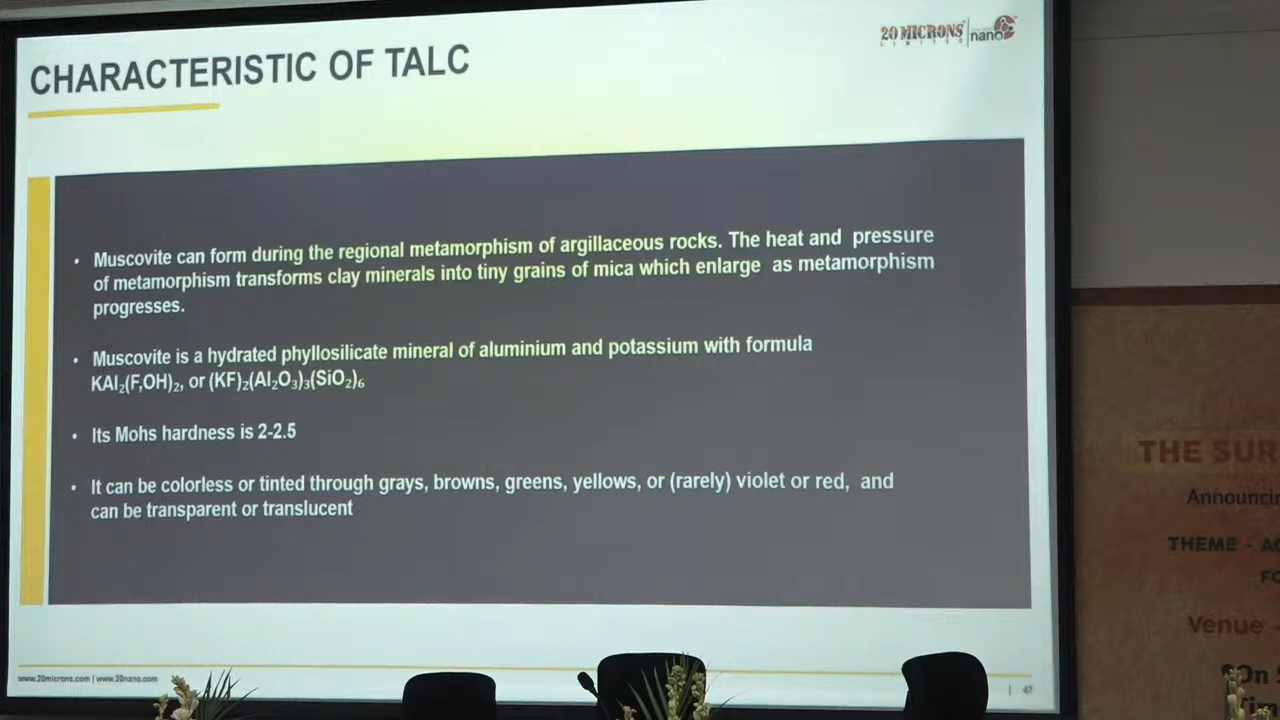 CHARACTERISTIC OF TALC
20 MICRONS nano
LIMITED
• Muscovite can form during the regional metamorphism of argillaceous rocks. The heat and pressure
of metamorphism transforms clay minerals into tiny grains of mica which enlarge as metamorphism
progresses.
• Muscovite is a hydrated phyllosilicate mineral of aluminium and potassium with formula
KAl₂(F,OH)₂, or (KF)₂(Al₂O₃)₃(SiO₂)₆
• Its Mohs hardness is 2-2.5
• It can be colorless or tinted through grays, browns, greens, yellows, or (rarely) violet or red, and
can be transparent or translucent
www.20microns.com | www.20nano.com
| 47
THE SUR
Announcin
THEME - AC
FO
Venue -
On